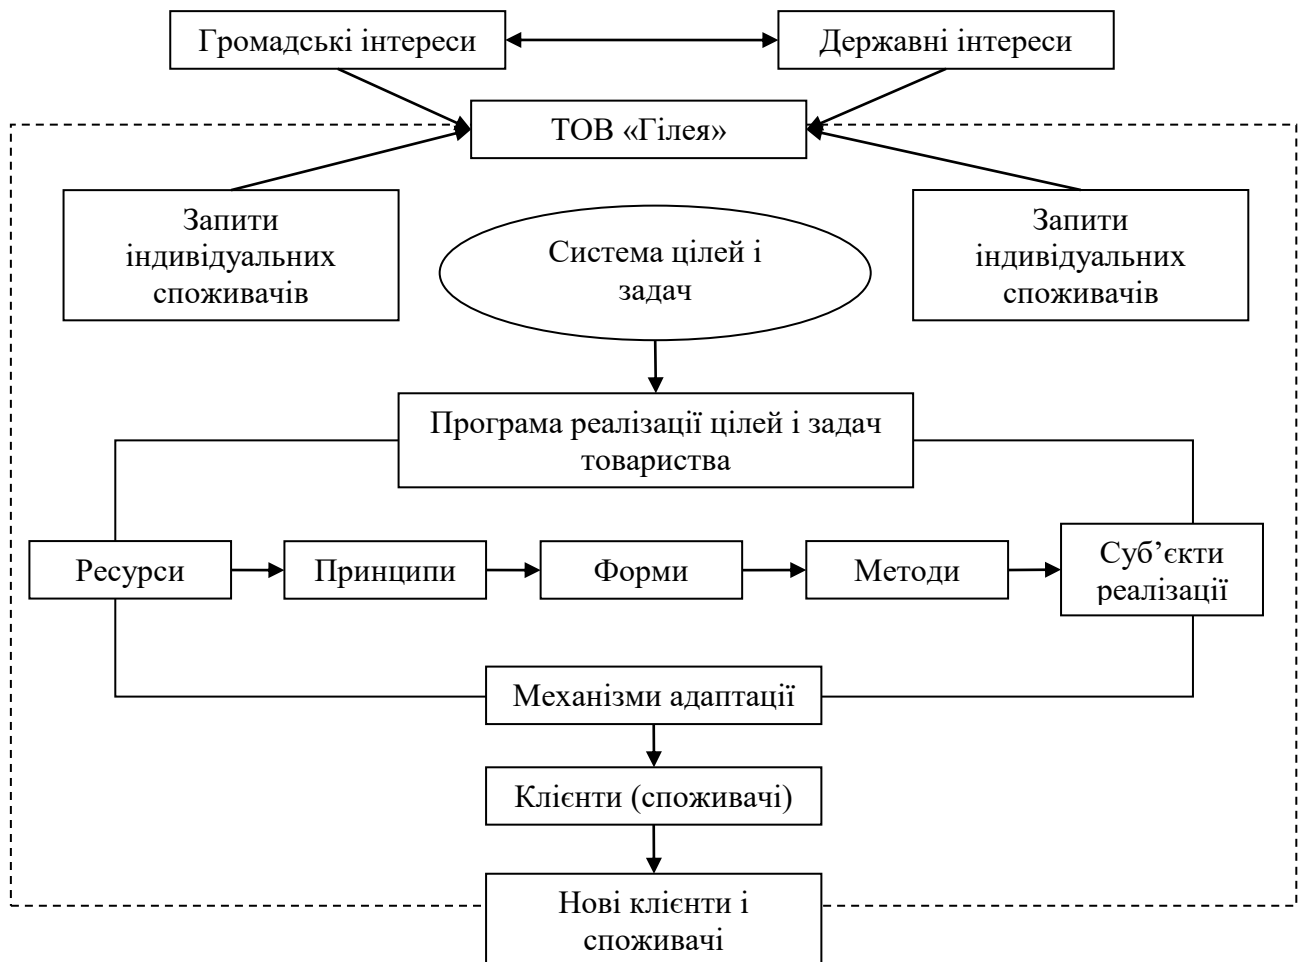 Громадські інтереси
Державні інтереси
ТОВ «Гілея»
Запити
індивідуальних
споживачів
Система цілей і
задач
Запити
індивідуальних
споживачів
Програма реалізації цілей і задач
товариства
Ресурси
Принципи
Форми
Методи
Суб’єкти
реалізації
Механізми адаптації
Клієнти (споживачі)
Нові клієнти і
споживачі